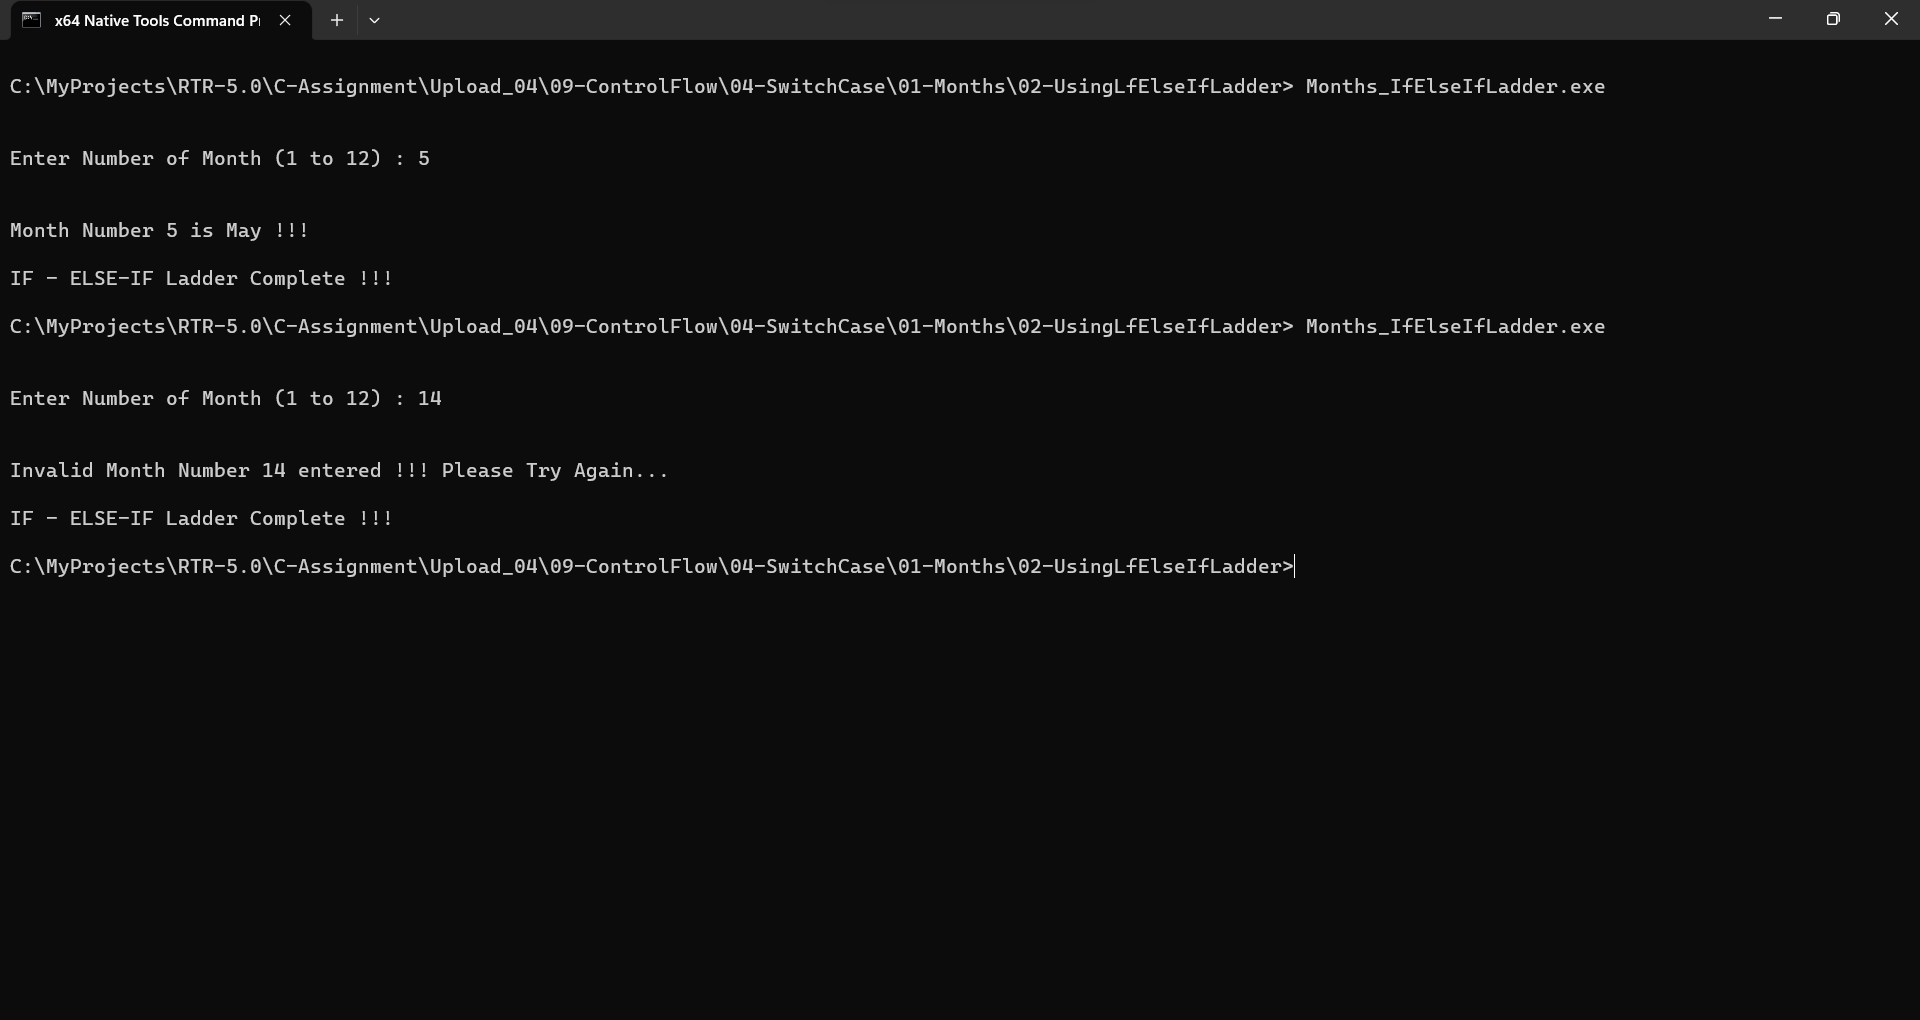 x64 Native Tools Command P
C:\MyProjects\RTR-5.0\C-Assignment\Upload_04\09-ControlFlow\04-SwitchCase\01-Months\02-UsingLfElseIfLadder> Months_IfElseIfLadder.exe
Enter Number of Month (1 to 12) : 5
Month Number 5 is May !!!
IF - ELSE-IF Ladder Complete !!!
C:\MyProjects\RTR-5.0\C-Assignment\Upload_04\09-ControlFlow\04-SwitchCase\01-Months\02-UsingLfElseIfLadder> Months_IfElseIfLadder.exe
Enter Number of Month (1 to 12) : 14
Invalid Month Number 14 entered !!! Please Try Again...
IF - ELSE-IF Ladder Complete !!!
C:\MyProjects\RTR-5.0\C-Assignment\Upload_04\09-ControlFlow\04-SwitchCase\01-Months\02-UsingLfElseIfLadder>